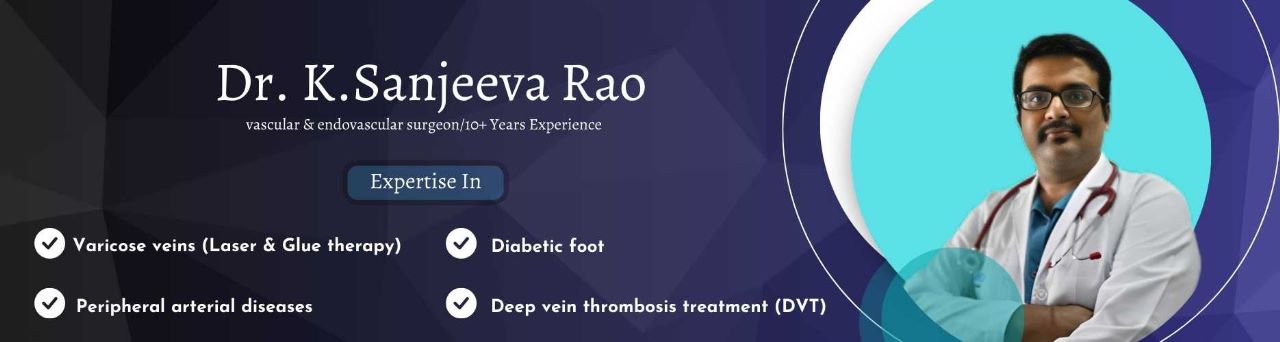 Dr. K.Sanjeeva Rao
vascular & endovascular surgeon/10+ Years Experience
Expertise In
Varicose veins (Laser & Glue therapy)
Diabetic foot
Peripheral arterial diseases
Deep vein thrombosis treatment (DVT)